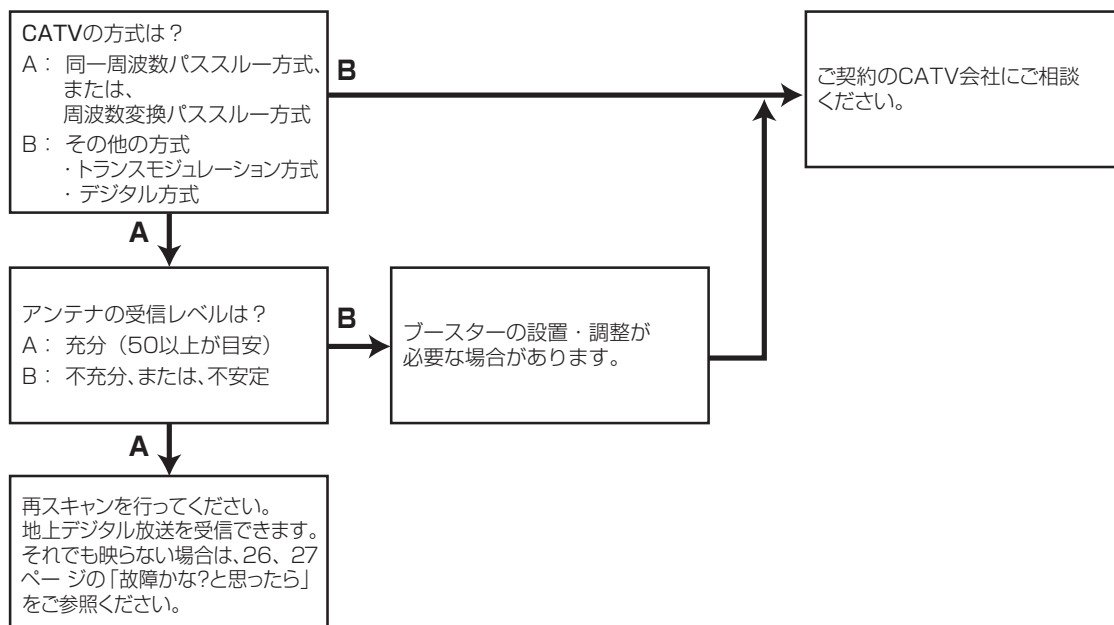 CATVの方式は？
A： 同一周波数パススルー方式、
または、
周波数変換パススルー方式
B： その他の方式
・トランスモジュレーション方式
・ デジタル方式
B
ご契約のCATV会社にご相談
ください。
A
アンテナの受信レベルは？
A： 充分（50以上が目安）
B： 不充分、または、不安定
B
ブースターの設置・調整が
必要な場合があります。
A
再スキャンを行ってください。
地上デジタル放送を受信できます。
それでも映らない場合は、26、27
ペー ジの「故障かな?と思ったら」
をご参照ください。